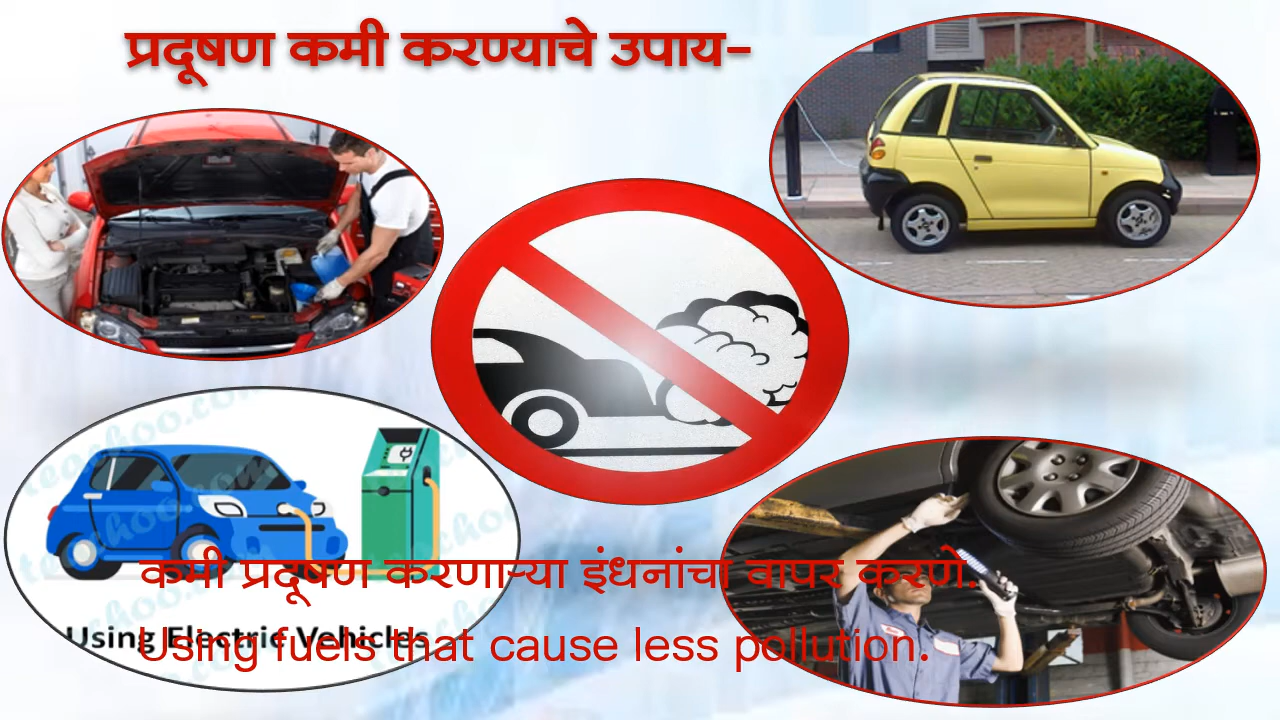 प्रदूषण कमी करण्याचे उपाय-
कमी प्रदूषण करणाऱ्या इंधनांचा वापर करणे.
Using Electric Vehicles
Using fuels that cause less pollution.